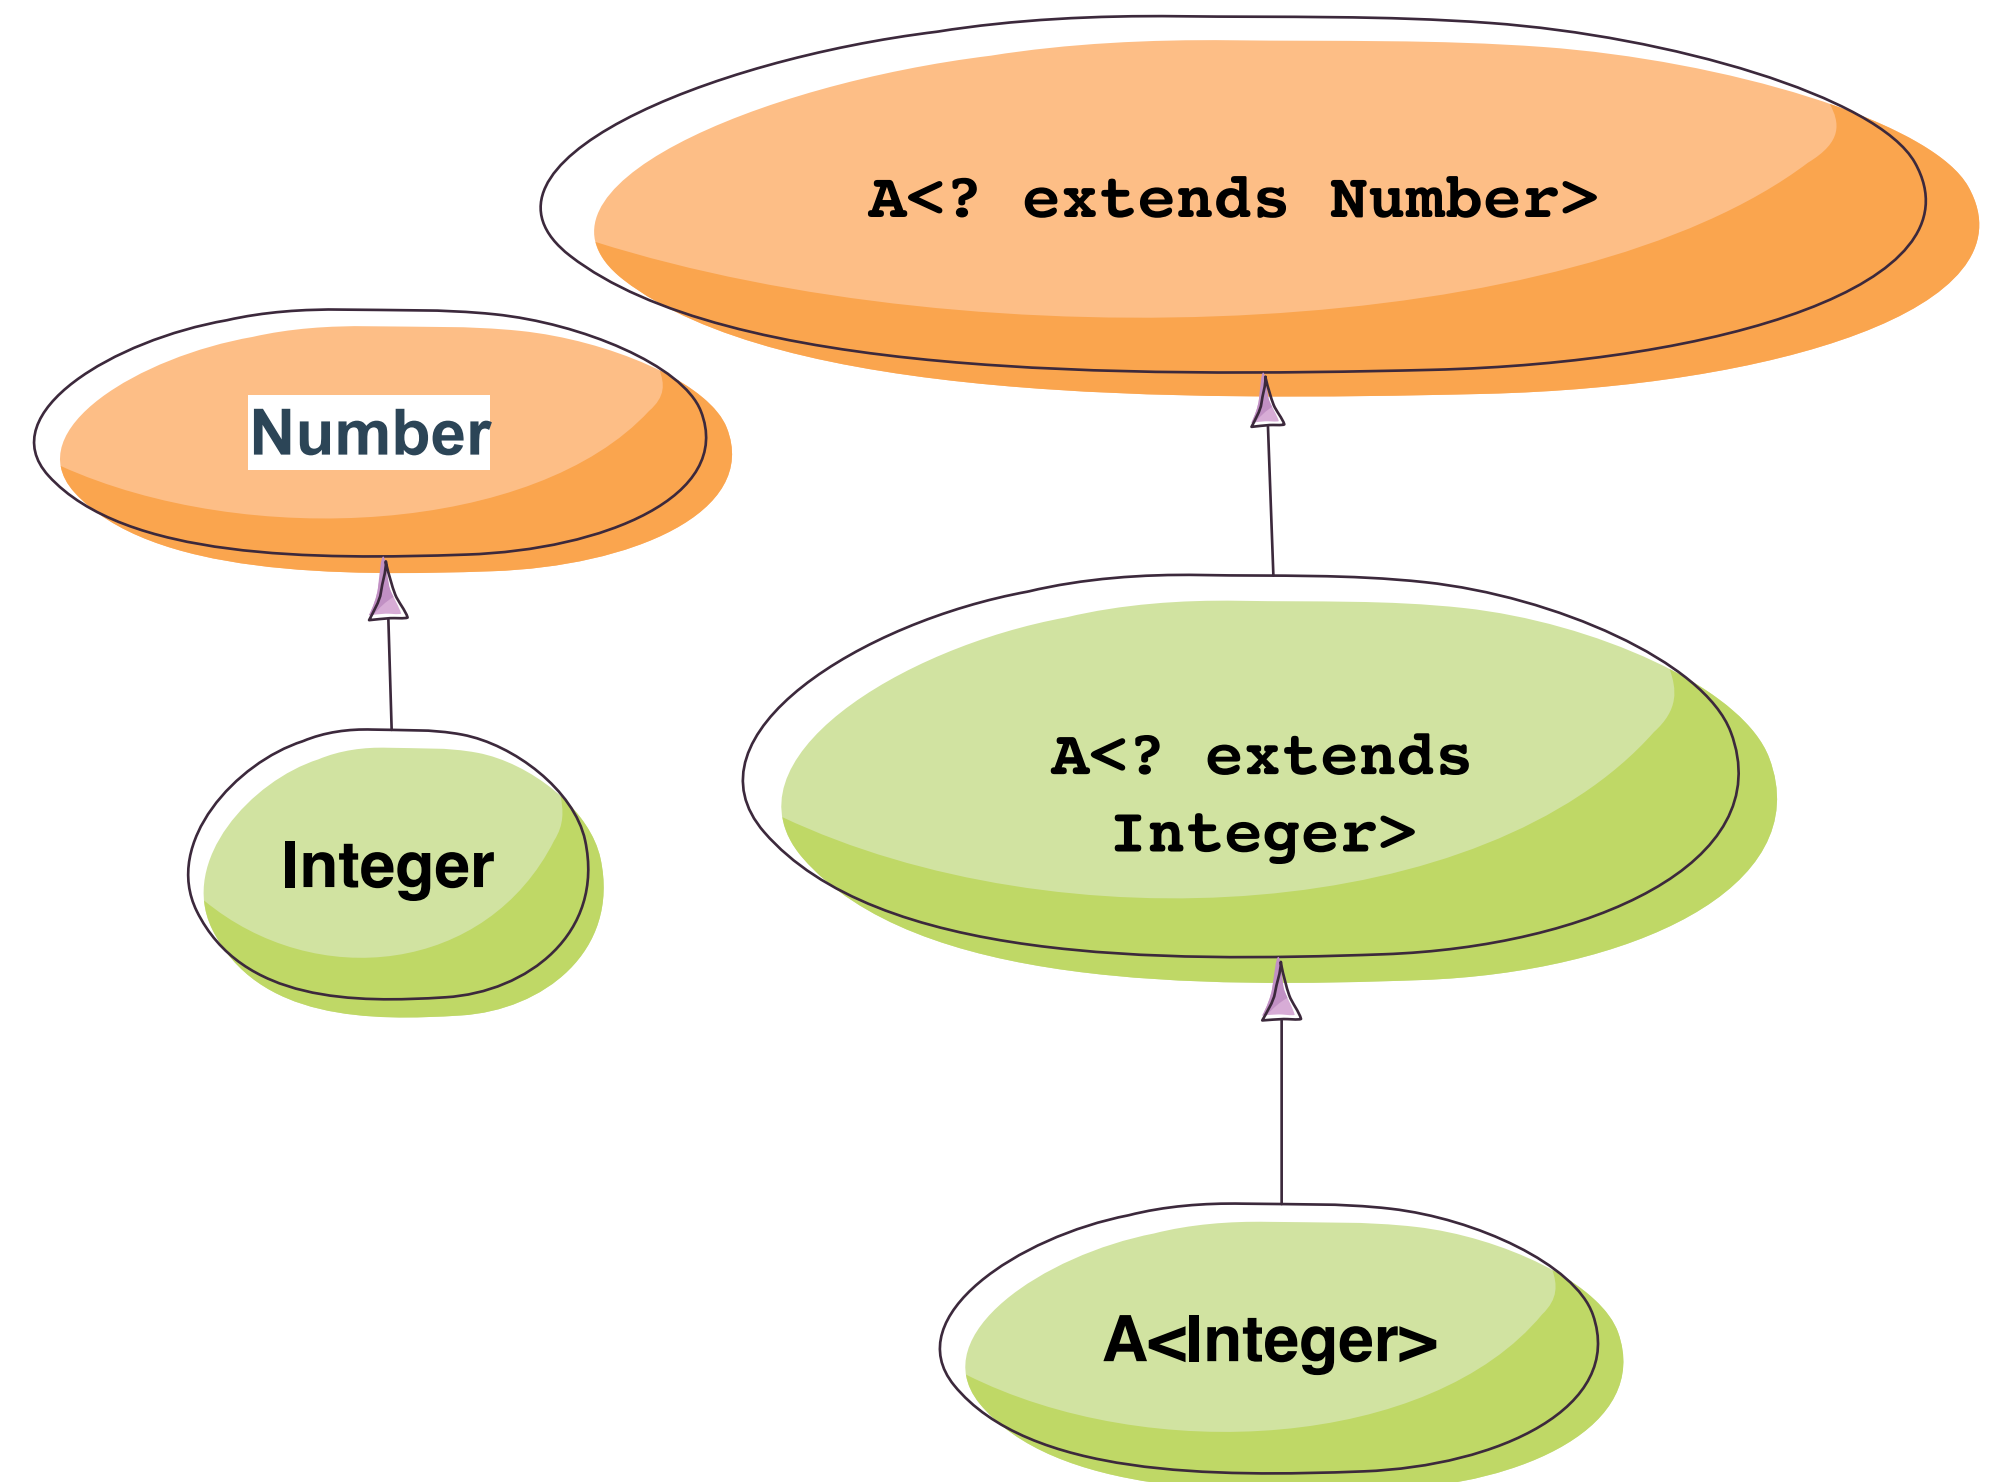 A<? extends Number>
Number
A<? extends
Integer>
Integer
A<Integer>